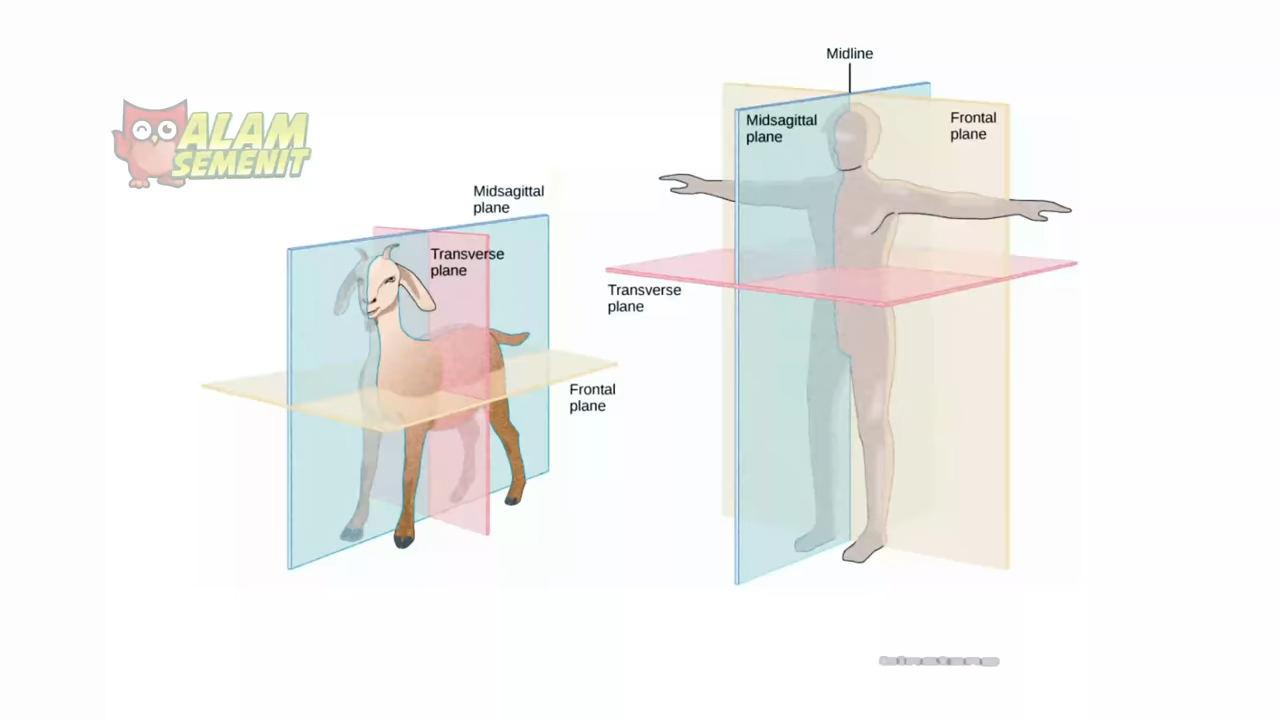 ALAM
SEMENIT
Midsagittal
plane
Transverse
plane
Frontal
plane
Midline
Midsagittal
plane
Frontal
plane
Transverse
plane